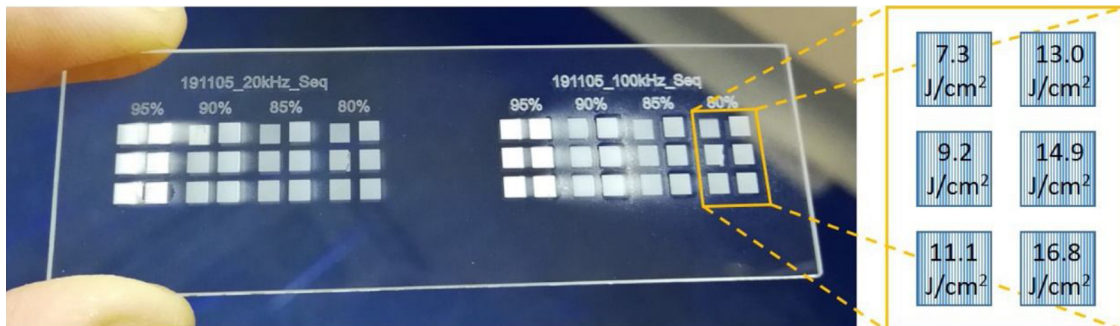 191105_20kHz_Seq
95% 90% 85% 80%
191105_100kHz_Seq
95% 90% 85% 80%
7.3
J/cm²
13.0
J/cm²
9.2
J/cm²
14.9
J/cm²
11.1
J/cm²
16.8
J/cm²